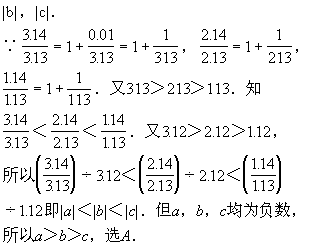 |b|，|c|．
∵ 3.14/3.13 = 1 + 0.01/3.13 = 1 + 1/313，2.14/2.13 = 1 + 1/213，
1.14/1.13 = 1 + 1/113．又313＞213＞113．知
3.14/3.13＜2.14/2.13＜1.14/1.13．又3.12＞2.12＞1.12，
所以(3.14/3.13)÷3.12＜(2.14/2.13)÷2.12＜(1.14/1.13)
÷1.12即|a|＜|b|＜|c|．但a，b，c均为负数，
所以a＞b＞c，选A．